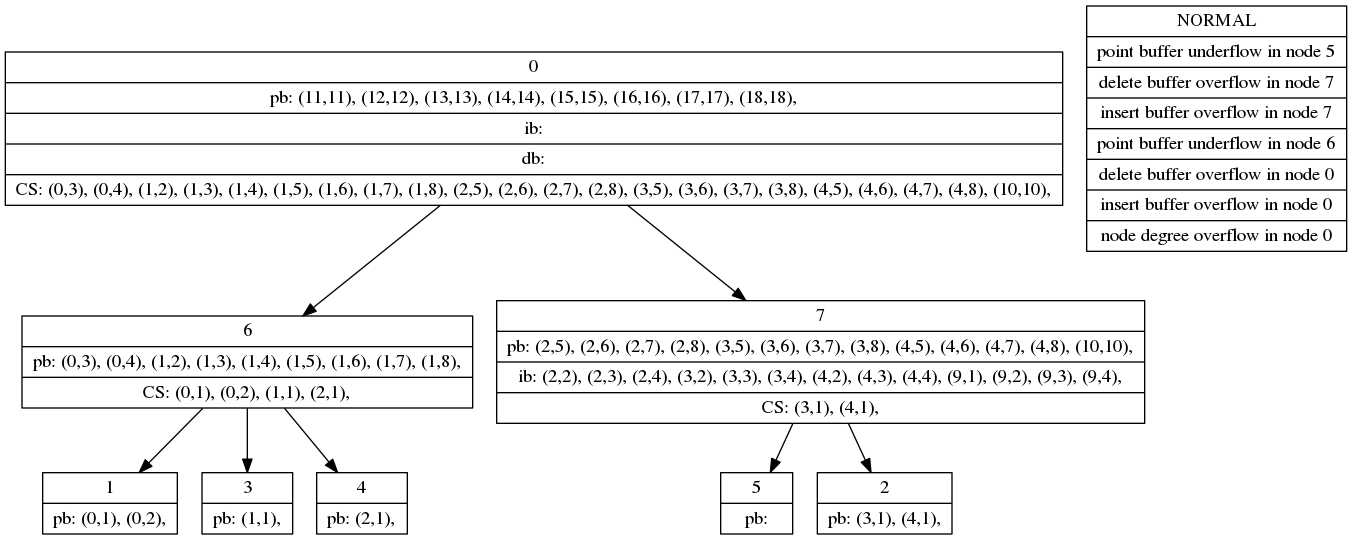 NORMAL
point buffer underflow in node 5
delete buffer overflow in node 7
insert buffer overflow in node 7
point buffer underflow in node 6
delete buffer overflow in node 0
insert buffer overflow in node 0
node degree overflow in node 0
0
pb: (11,11), (12,12), (13,13), (14,14), (15,15), (16,16), (17,17), (18,18),
ib:
db:
CS: (0,3), (0,4), (1,2), (1,3), (1,4), (1,5), (1,6), (1,7), (1,8), (2,5), (2,6), (2,7), (2,8), (3,5), (3,6), (3,7), (3,8), (4,5), (4,6), (4,7), (4,8), (10,10),
6
pb: (0,3), (0,4), (1,2), (1,3), (1,4), (1,5), (1,6), (1,7), (1,8),
CS: (0,1), (0,2), (1,1), (2,1),
7
pb: (2,5), (2,6), (2,7), (2,8), (3,5), (3,6), (3,7), (3,8), (4,5), (4,6), (4,7), (4,8), (10,10),
ib: (2,2), (2,3), (2,4), (3,2), (3,3), (3,4), (4,2), (4,3), (4,4), (9,1), (9,2), (9,3), (9,4),
CS: (3,1), (4,1),
1
pb: (0,1), (0,2),
3
pb: (1,1),
4
pb: (2,1),
5
pb:
2
pb: (3,1), (4,1),